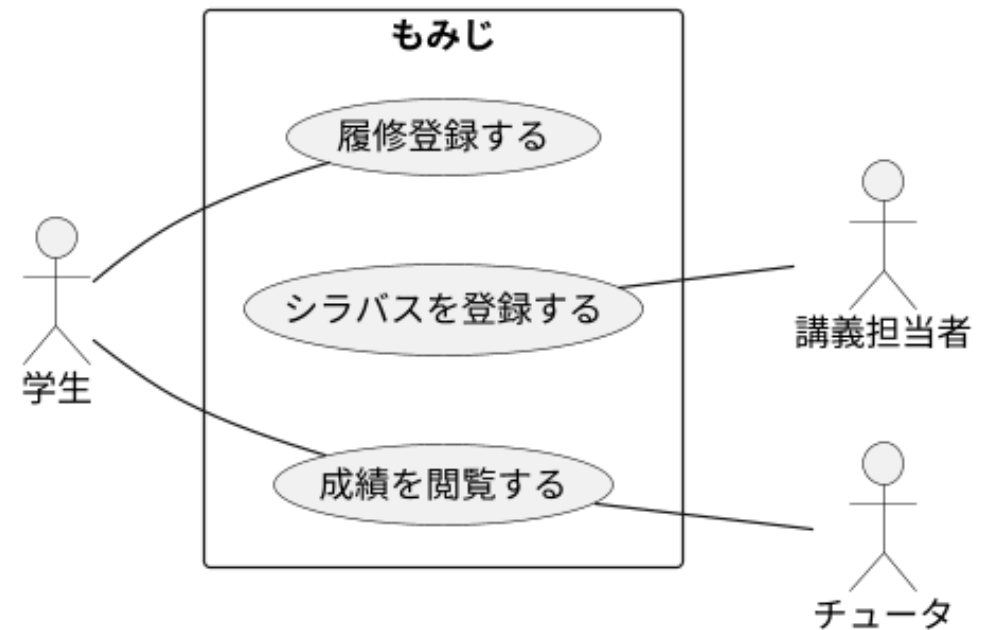 もみじ
履修登録する
シラバスを登録する
成績を閲覧する
学生
講義担当者
チュータ